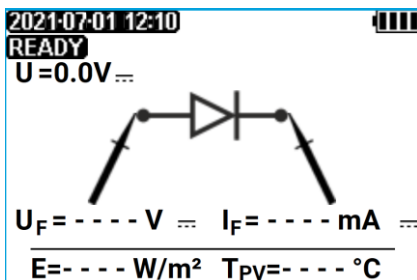 2021-07-01 12:10
READY
U=0.0V ⎓
U_F= - - - - V ⎓ I_F= - - - - mA ⎓
E=- - - - W/m² T_PV=- - - - °C